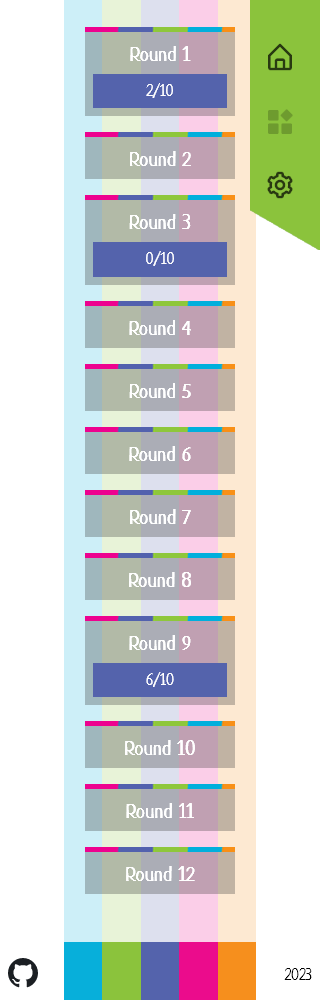 Round 1
2/10
Round 2
Round 3
0/10
Round 4
Round 5
Round 6
Round 7
Round 8
Round 9
6/10
Round 10
Round 11
Round 12
2023